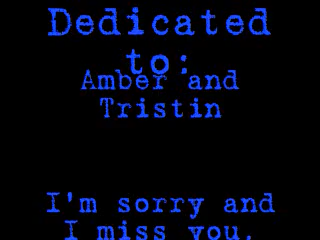 Dedicated
to:
Amber and
Tristin
I'm sorry and
I miss you.